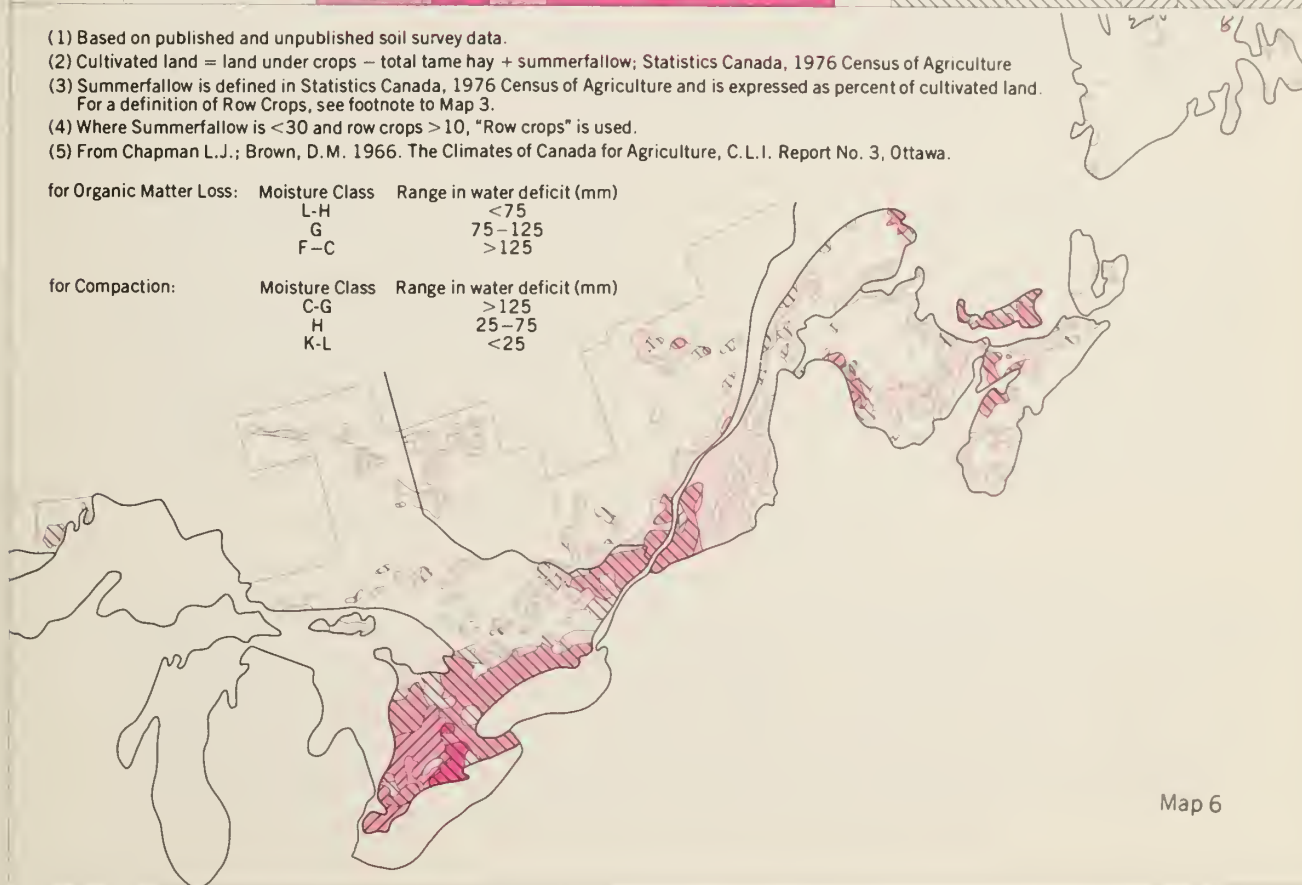 (1) Based on published and unpublished soil survey data.
(2) Cultivated land = land under crops – total tame hay + summerfallow; Statistics Canada, 1976 Census of Agriculture
(3) Summerfallow is defined in Statistics Canada, 1976 Census of Agriculture and is expressed as percent of cultivated land.
For a definition of Row Crops, see footnote to Map 3.
(4) Where Summerfallow is <30 and row crops >10, "Row crops" is used.
(5) From Chapman L.J.; Brown, D.M. 1966. The Climates of Canada for Agriculture, C.L.I. Report No. 3, Ottawa.
for Organic Matter Loss: Moisture Class Range in water deficit (mm)
L-H <75
G 75–125
F–C >125
for Compaction: Moisture Class Range in water deficit (mm)
C-G >125
H 25–75
K-L <25
Map 6